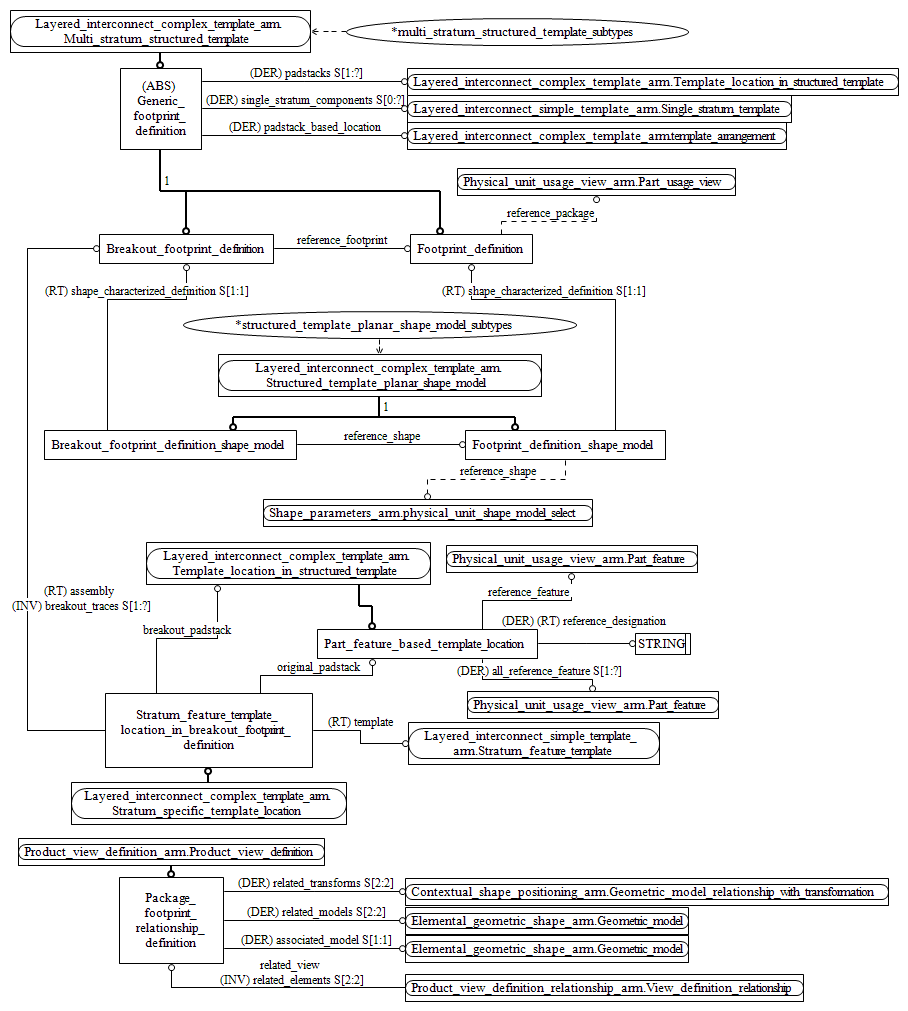 Layered_interconnect_complex_template_arm.
Multi_stratum_structured_template
*multi_stratum_structured_template_subtypes
(ABS)
Generic_
footprint_
definition
(DER) padstacks S[1:?]
Layered_interconnect_complex_template_arm.Template_location_in_structured_template
(DER) single_stratum_components S[0:?]
Layered_interconnect_simple_template_arm.Single_stratum_template
(DER) padstack_based_location
Layered_interconnect_complex_template_arm.template_arrangement
1
Physical_unit_usage_view_arm.Part_usage_view
reference_package
Breakout_footprint_definition
reference_footprint
Footprint_definition
(RT) shape_characterized_definition S[1:1]
(RT) shape_characterized_definition S[1:1]
*structured_template_planar_shape_model_subtypes
Layered_interconnect_complex_template_arm.
Structured_template_planar_shape_model
1
Breakout_footprint_definition_shape_model
reference_shape
Footprint_definition_shape_model
reference_shape
Shape_parameters_arm.physical_unit_shape_model_select
Layered_interconnect_complex_template_arm.
Template_location_in_structured_template
Physical_unit_usage_view_arm.Part_feature
(RT) assembly
(INV) breakout_traces S[1:?]
reference_feature
breakout_padstack
(DER) (RT) reference_designation
Part_feature_based_template_location
STRING
original_padstack
(DER) all_reference_feature S[1:?]
Physical_unit_usage_view_arm.Part_feature
Stratum_feature_template_
location_in_breakout_footprint_
definition
(RT) template
Layered_interconnect_simple_template_
arm.Stratum_feature_template
Layered_interconnect_complex_template_arm.
Stratum_specific_template_location
Product_view_definition_arm.Product_view_definition
Package_
footprint_
relationship_
definition
(DER) related_transforms S[2:2]
Contextual_shape_positioning_arm.Geometric_model_relationship_with_transformation
(DER) related_models S[2:2]
Elemental_geometric_shape_arm.Geometric_model
(DER) associated_model S[1:1]
Elemental_geometric_shape_arm.Geometric_model
related_view
(INV) related_elements S[2:2]
Product_view_definition_relationship_arm.View_definition_relationship